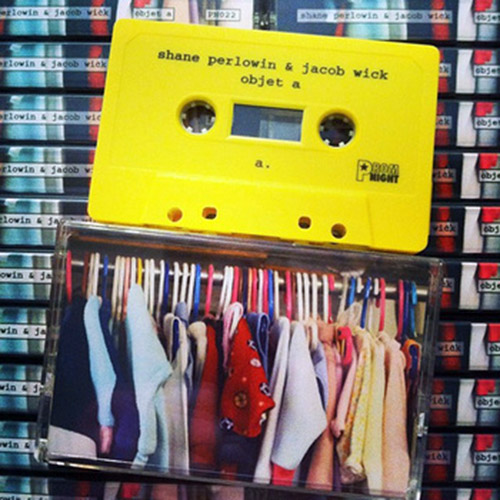 objet a
PN022
shane perlowin & jacob wick
shane perlowin & jacob wick
objet a
a.
PROM
NIGHT